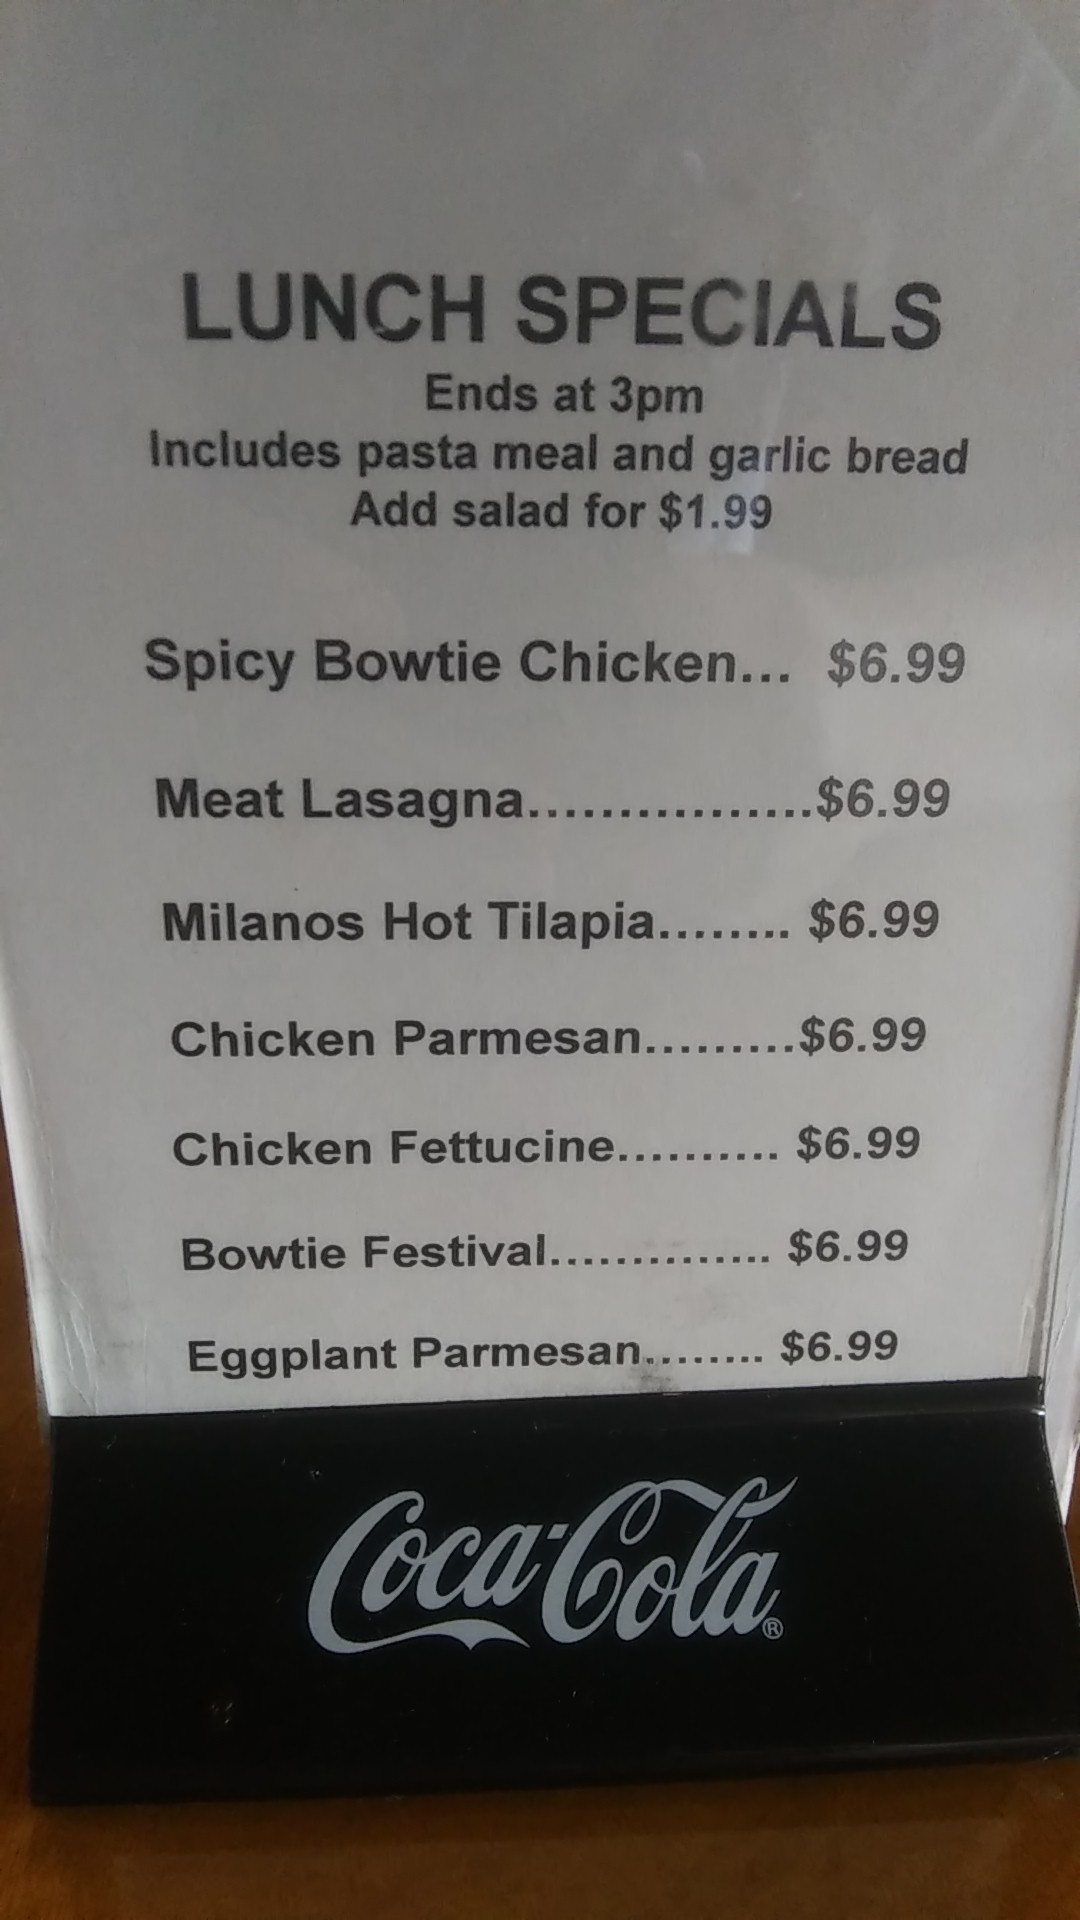 LUNCH SPECIALS
Ends at 3pm
Includes pasta meal and garlic bread
Add salad for $1.99
Spicy Bowtie Chicken... $6.99
Meat Lasagna................$6.99
Milanos Hot Tilapia........ $6.99
Chicken Parmesan.........$6.99
Chicken Fettucine.......... $6.99
Bowtie Festival.............. $6.99
Eggplant Parmesan........ $6.99
Coca-Cola®